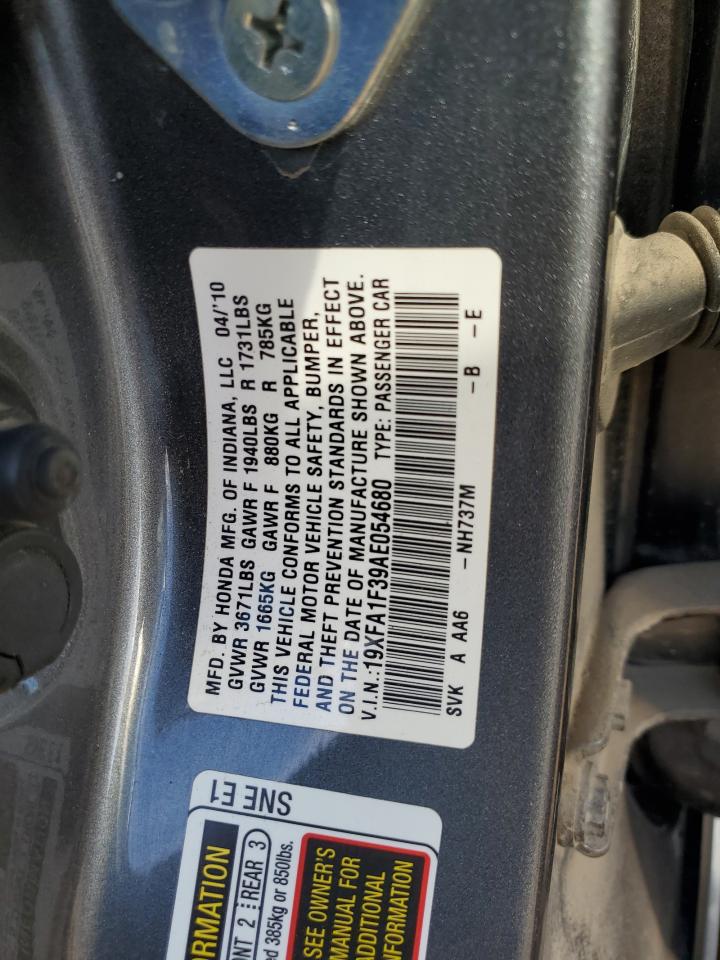 MFD. BY HONDA MFG. OF INDIANA, LLC 04/'10
GVWR 3671LBS GAWR F 1940LBS R 1731LBS
GVWR 1665KG GAWR F 880KG R 785KG
THIS VEHICLE CONFORMS TO ALL APPLICABLE
FEDERAL MOTOR VEHICLE SAFETY, BUMPER,
AND THEFT PREVENTION STANDARDS IN EFFECT
ON THE DATE OF MANUFACTURE SHOWN ABOVE.
V.I.N.:19XFA1F39AE054680 TYPE: PASSENGER CAR
SVK A AA6 -NH737M -B -E
SNE E1
ORMATION
ONT 2 REAR 3
ed 385kg or 850lbs.
SEE OWNER'S
MANUAL FOR
ADDITIONAL
INFORMATION